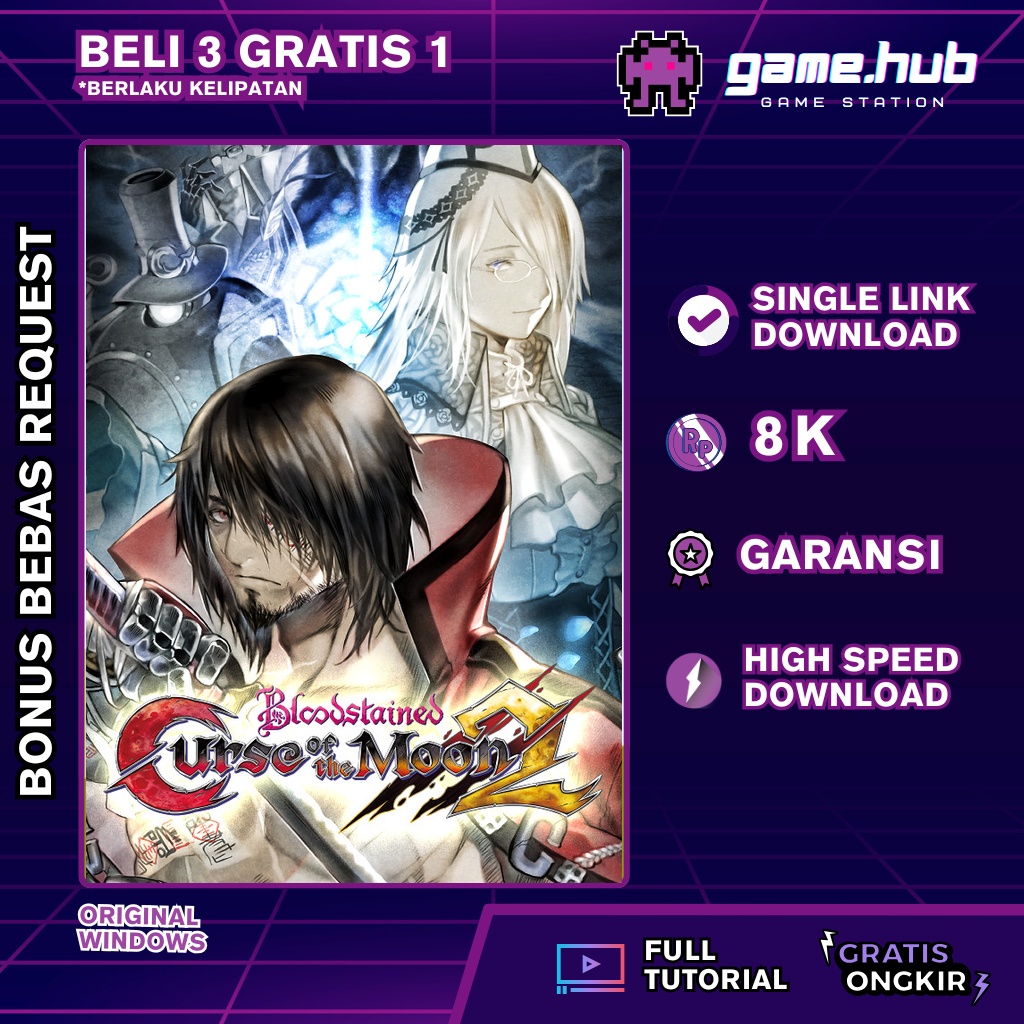 BELI 3 GRATIS 1
*BERLAKU KELIPATAN
game.hub
GAME STATION
BONUS BEBAS REQUEST
SINGLE LINK
DOWNLOAD
RP
8K
GARANSI
HIGH SPEED
DOWNLOAD
Bloodstained
Curse of the Moon 2
ORIGINAL
WINDOWS
FULL
TUTORIAL
GRATIS
ONGKIR